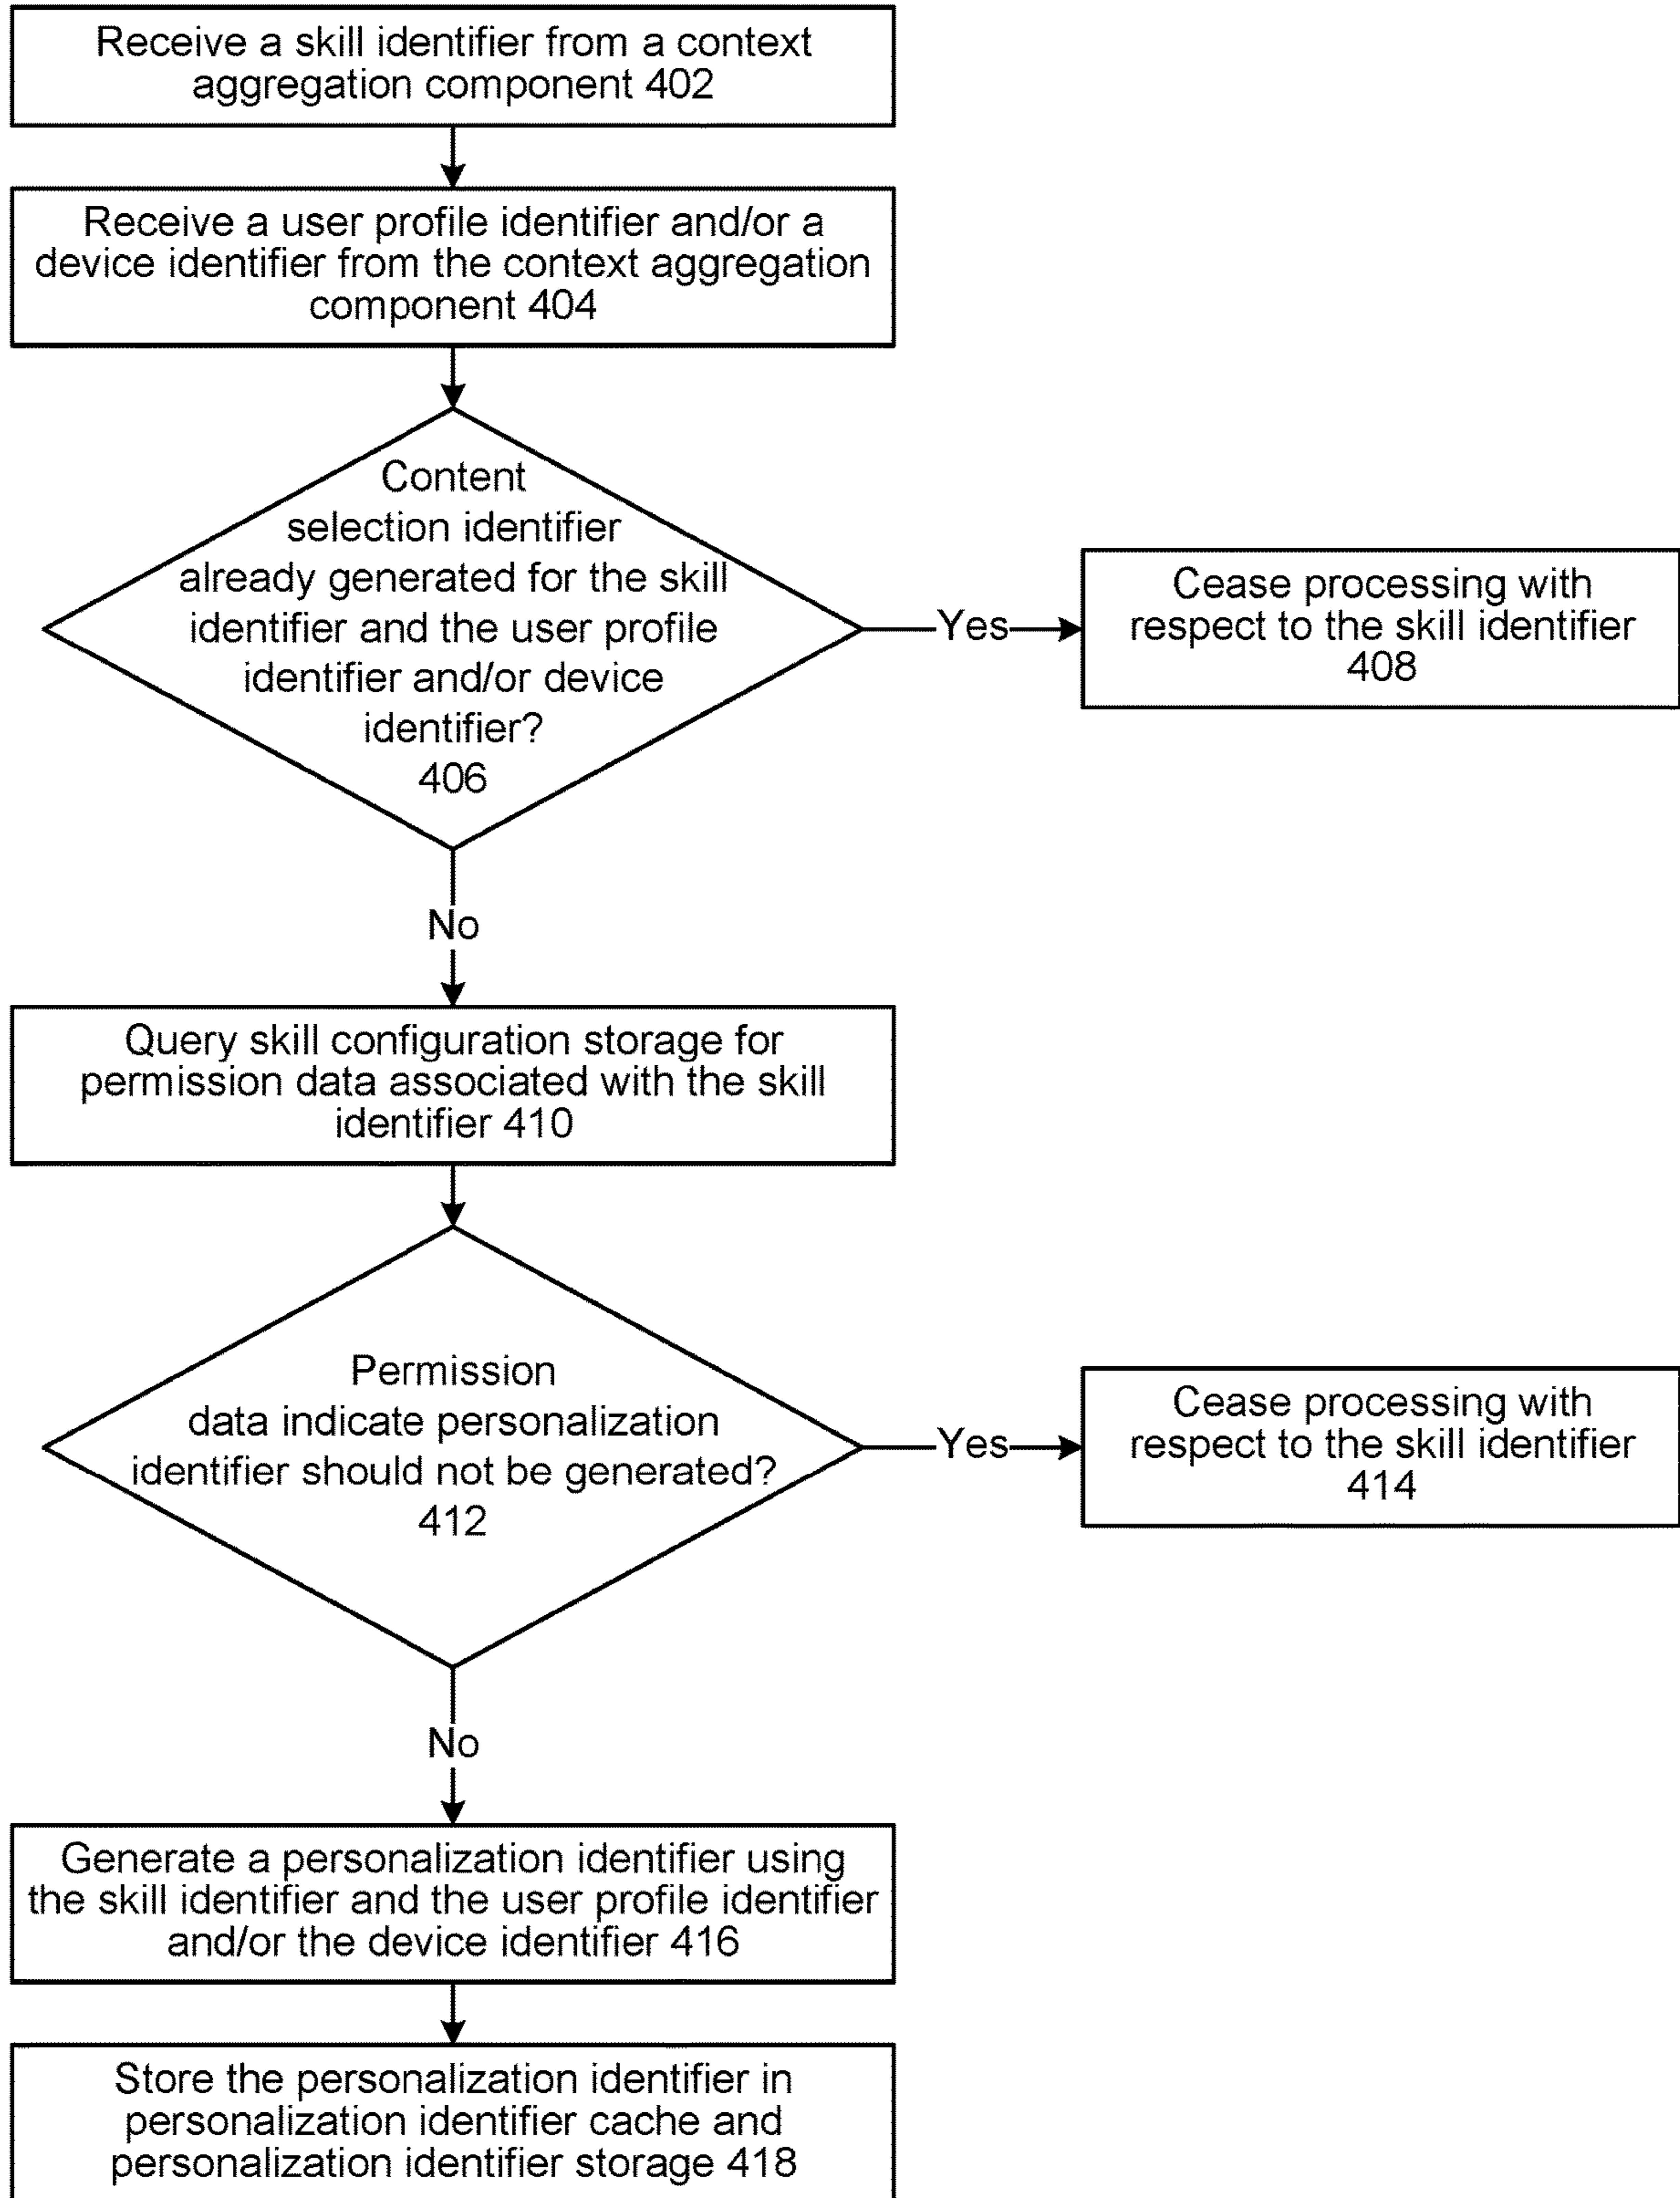 Receive a skill identifier from a context
aggregation component 402
Receive a user profile identifier and/or a
device identifier from the context aggregation
component 404
Content
selection identifier
already generated for the skill
identifier and the user profile
identifier and/or device
identifier?
406
Yes
Cease processing with
respect to the skill identifier
408
No
Query skill configuration storage for
permission data associated with the skill
identifier 410
Permission
data indicate personalization
identifier should not be generated?
412
Yes
Cease processing with
respect to the skill identifier
414
No
Generate a personalization identifier using
the skill identifier and the user profile identifier
and/or the device identifier 416
Store the personalization identifier in
personalization identifier cache and
personalization identifier storage 418